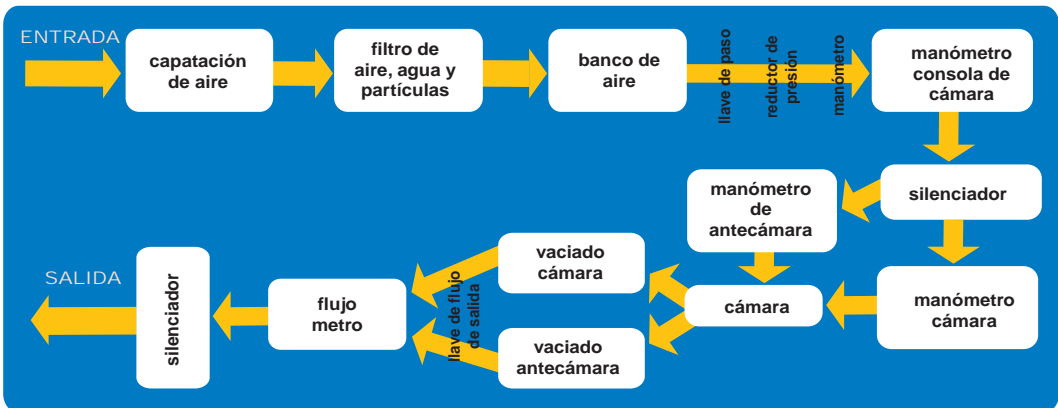 ENTRADA
capatación
de aire
filtro de
aire, agua y
partículas
banco de
aire
llave de paso
reductor de
presión
manómetro
manómetro
consola de
cámara
silenciador
manómetro
de
antecámara
manómetro
cámara
cámara
vaciado
cámara
vaciado
antecámara
llave de flujo
de salida
flujo
metro
silenciador
SALIDA